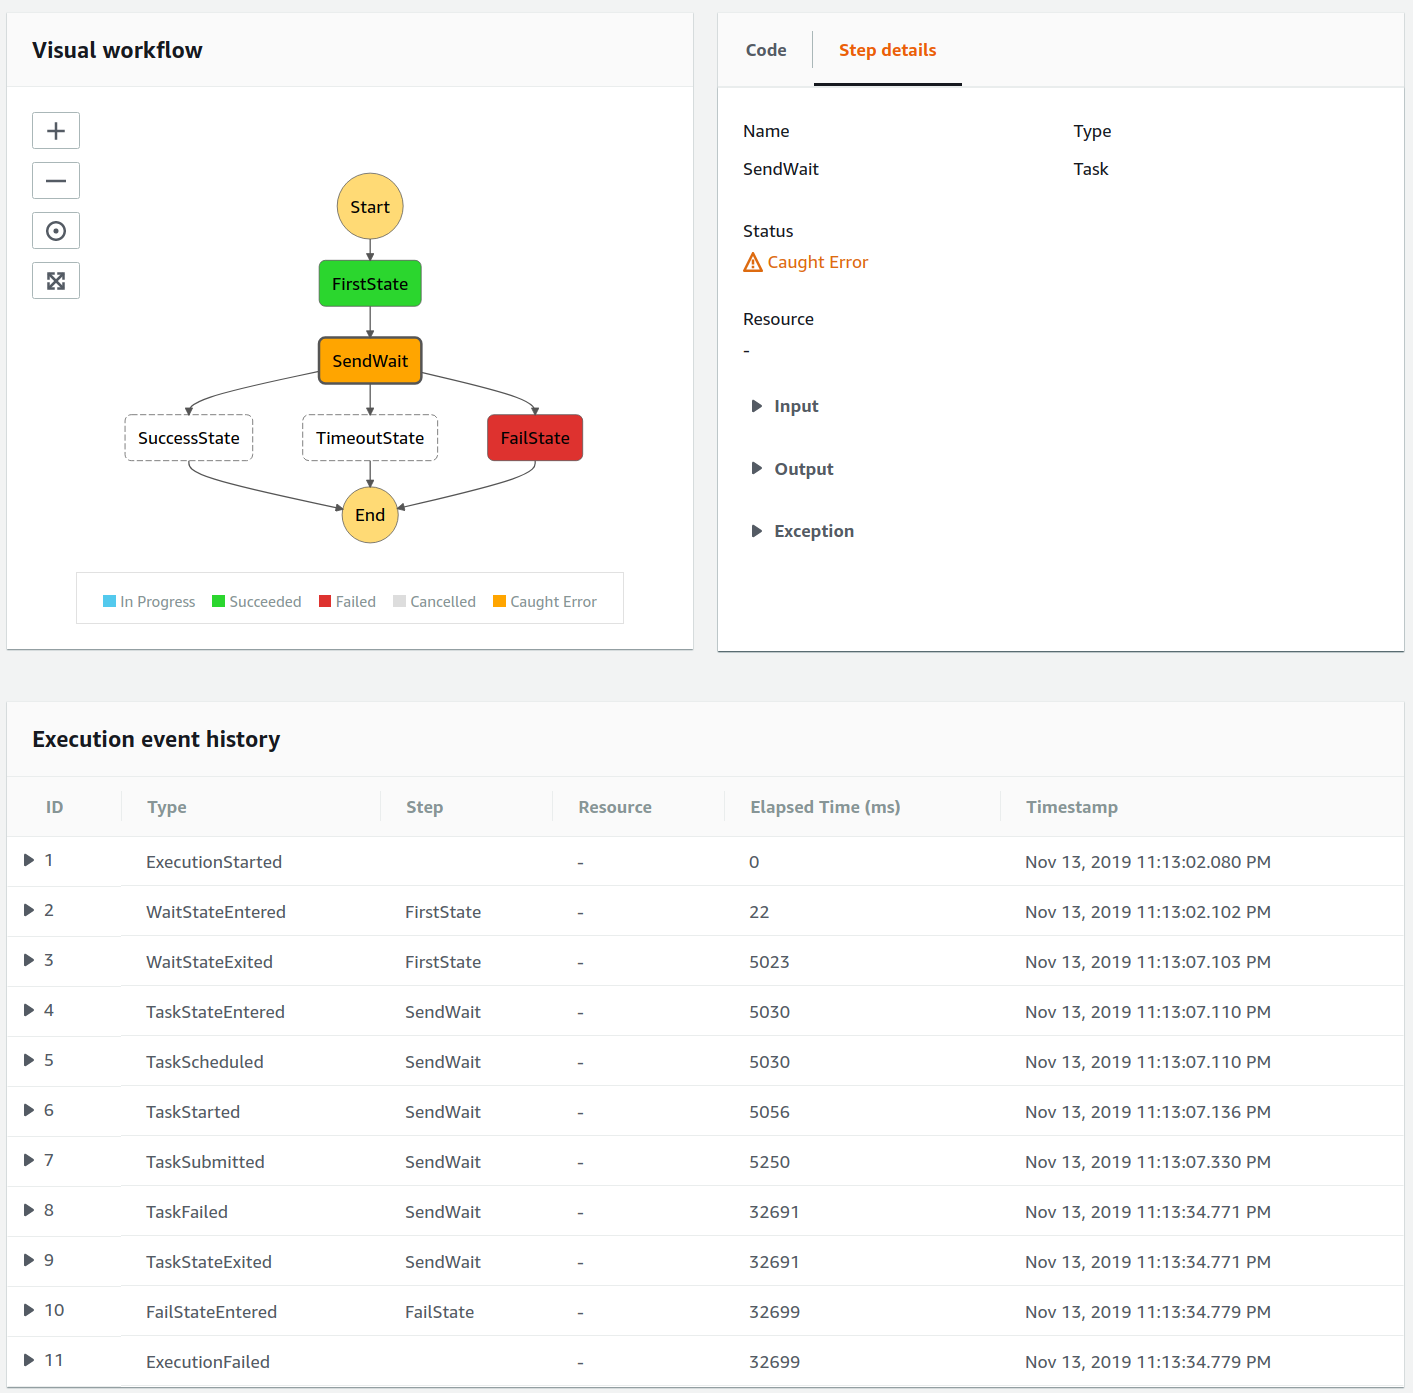 Visual workflow
Start
FirstState
SendWait
SuccessState
TimeoutState
FailState
End
In Progress
Succeeded
Failed
Cancelled
Caught Error
Code
Step details
Name
Type
SendWait
Task
Status
Caught Error
Resource
-
Input
Output
Exception
Execution event history
ID Type Step Resource Elapsed Time (ms) Timestamp
1 ExecutionStarted - 0 Nov 13, 2019 11:13:02.080 PM
2 WaitStateEntered FirstState - 22 Nov 13, 2019 11:13:02.102 PM
3 WaitStateExited FirstState - 5023 Nov 13, 2019 11:13:07.103 PM
4 TaskStateEntered SendWait - 5030 Nov 13, 2019 11:13:07.110 PM
5 TaskScheduled SendWait - 5030 Nov 13, 2019 11:13:07.110 PM
6 TaskStarted SendWait - 5056 Nov 13, 2019 11:13:07.136 PM
7 TaskSubmitted SendWait - 5250 Nov 13, 2019 11:13:07.330 PM
8 TaskFailed SendWait - 32691 Nov 13, 2019 11:13:34.771 PM
9 TaskStateExited SendWait - 32691 Nov 13, 2019 11:13:34.771 PM
10 FailStateEntered FailState - 32699 Nov 13, 2019 11:13:34.779 PM
11 ExecutionFailed - 32699 Nov 13, 2019 11:13:34.779 PM